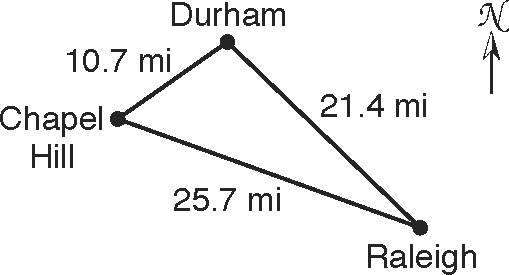 Durham
N
10.7 mi
21.4 mi
Chapel
Hill
25.7 mi
Raleigh